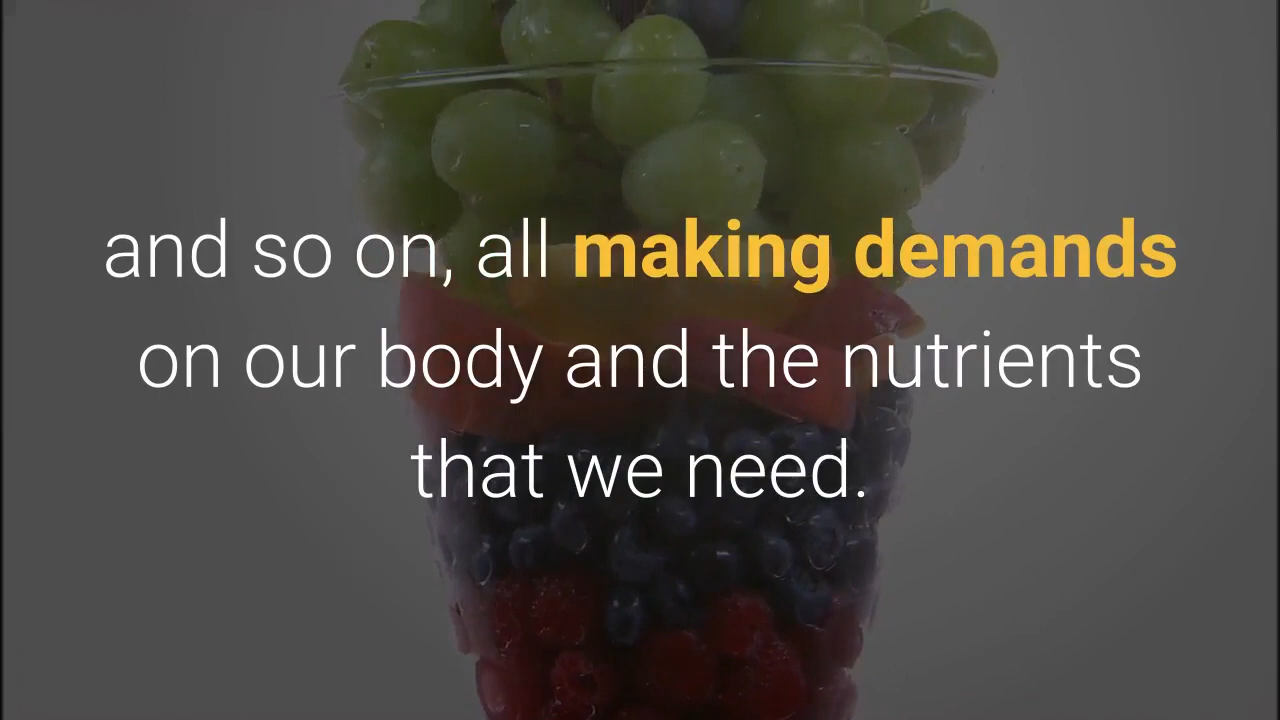 and so on, all making demands
on our body and the nutrients
that we need.